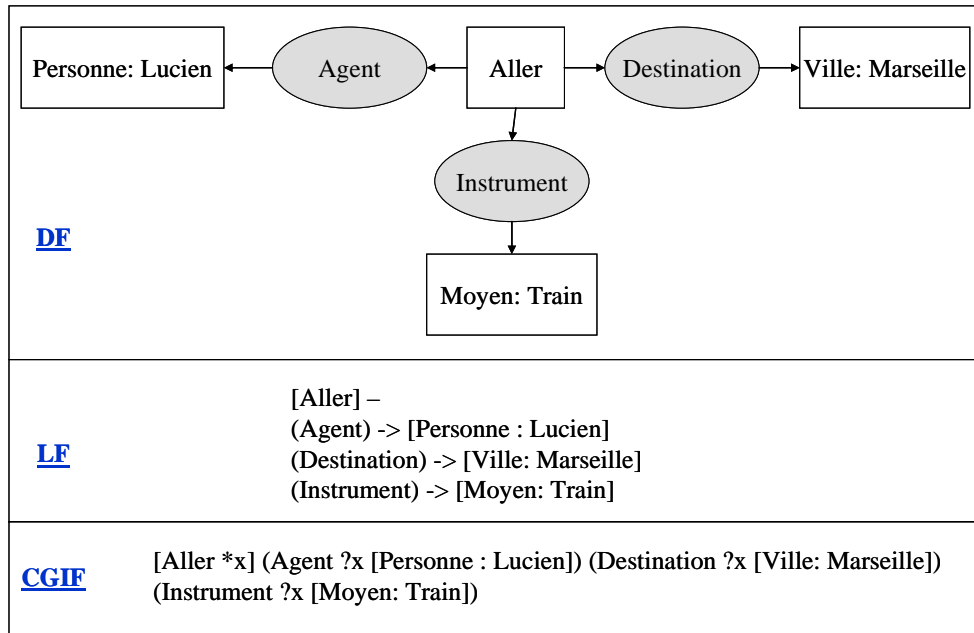 Personne: Lucien
Agent
Aller
Destination
Ville: Marseille
Instrument
DF
Moyen: Train
[Aller] –
(Agent) -> [Personne : Lucien]
LF
(Destination) -> [Ville: Marseille]
(Instrument) -> [Moyen: Train]
CGIF
[Aller *x] (Agent ?x [Personne : Lucien]) (Destination ?x [Ville: Marseille])
(Instrument ?x [Moyen: Train])